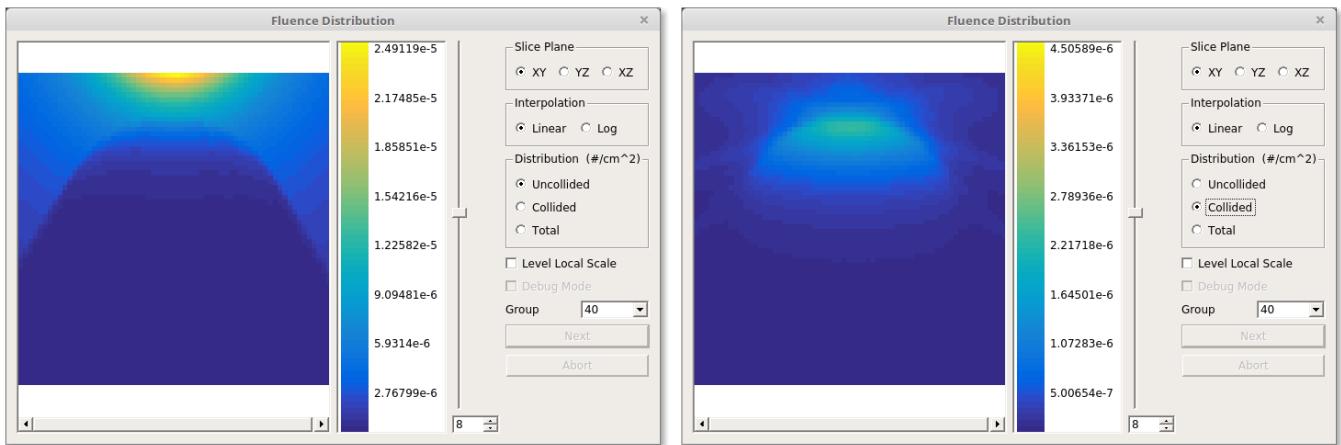 Fluence Distribution
2.49119e-5
2.17485e-5
1.85851e-5
1.54216e-5
1.22582e-5
9.09481e-6
5.9314e-6
2.76799e-6
Slice Plane
XY YZ XZ
Interpolation
Linear Log
Distribution (#/cm^2)
Uncollided
Collided
Total
Level Local Scale
Debug Mode
Group 40
Next
Abort
8
Fluence Distribution
4.50589e-6
3.93371e-6
3.36153e-6
2.78936e-6
2.21718e-6
1.64501e-6
1.07283e-6
5.00654e-7
Slice Plane
XY YZ XZ
Interpolation
Linear Log
Distribution (#/cm^2)
Uncollided
Collided
Total
Level Local Scale
Debug Mode
Group 40
Next
Abort
8